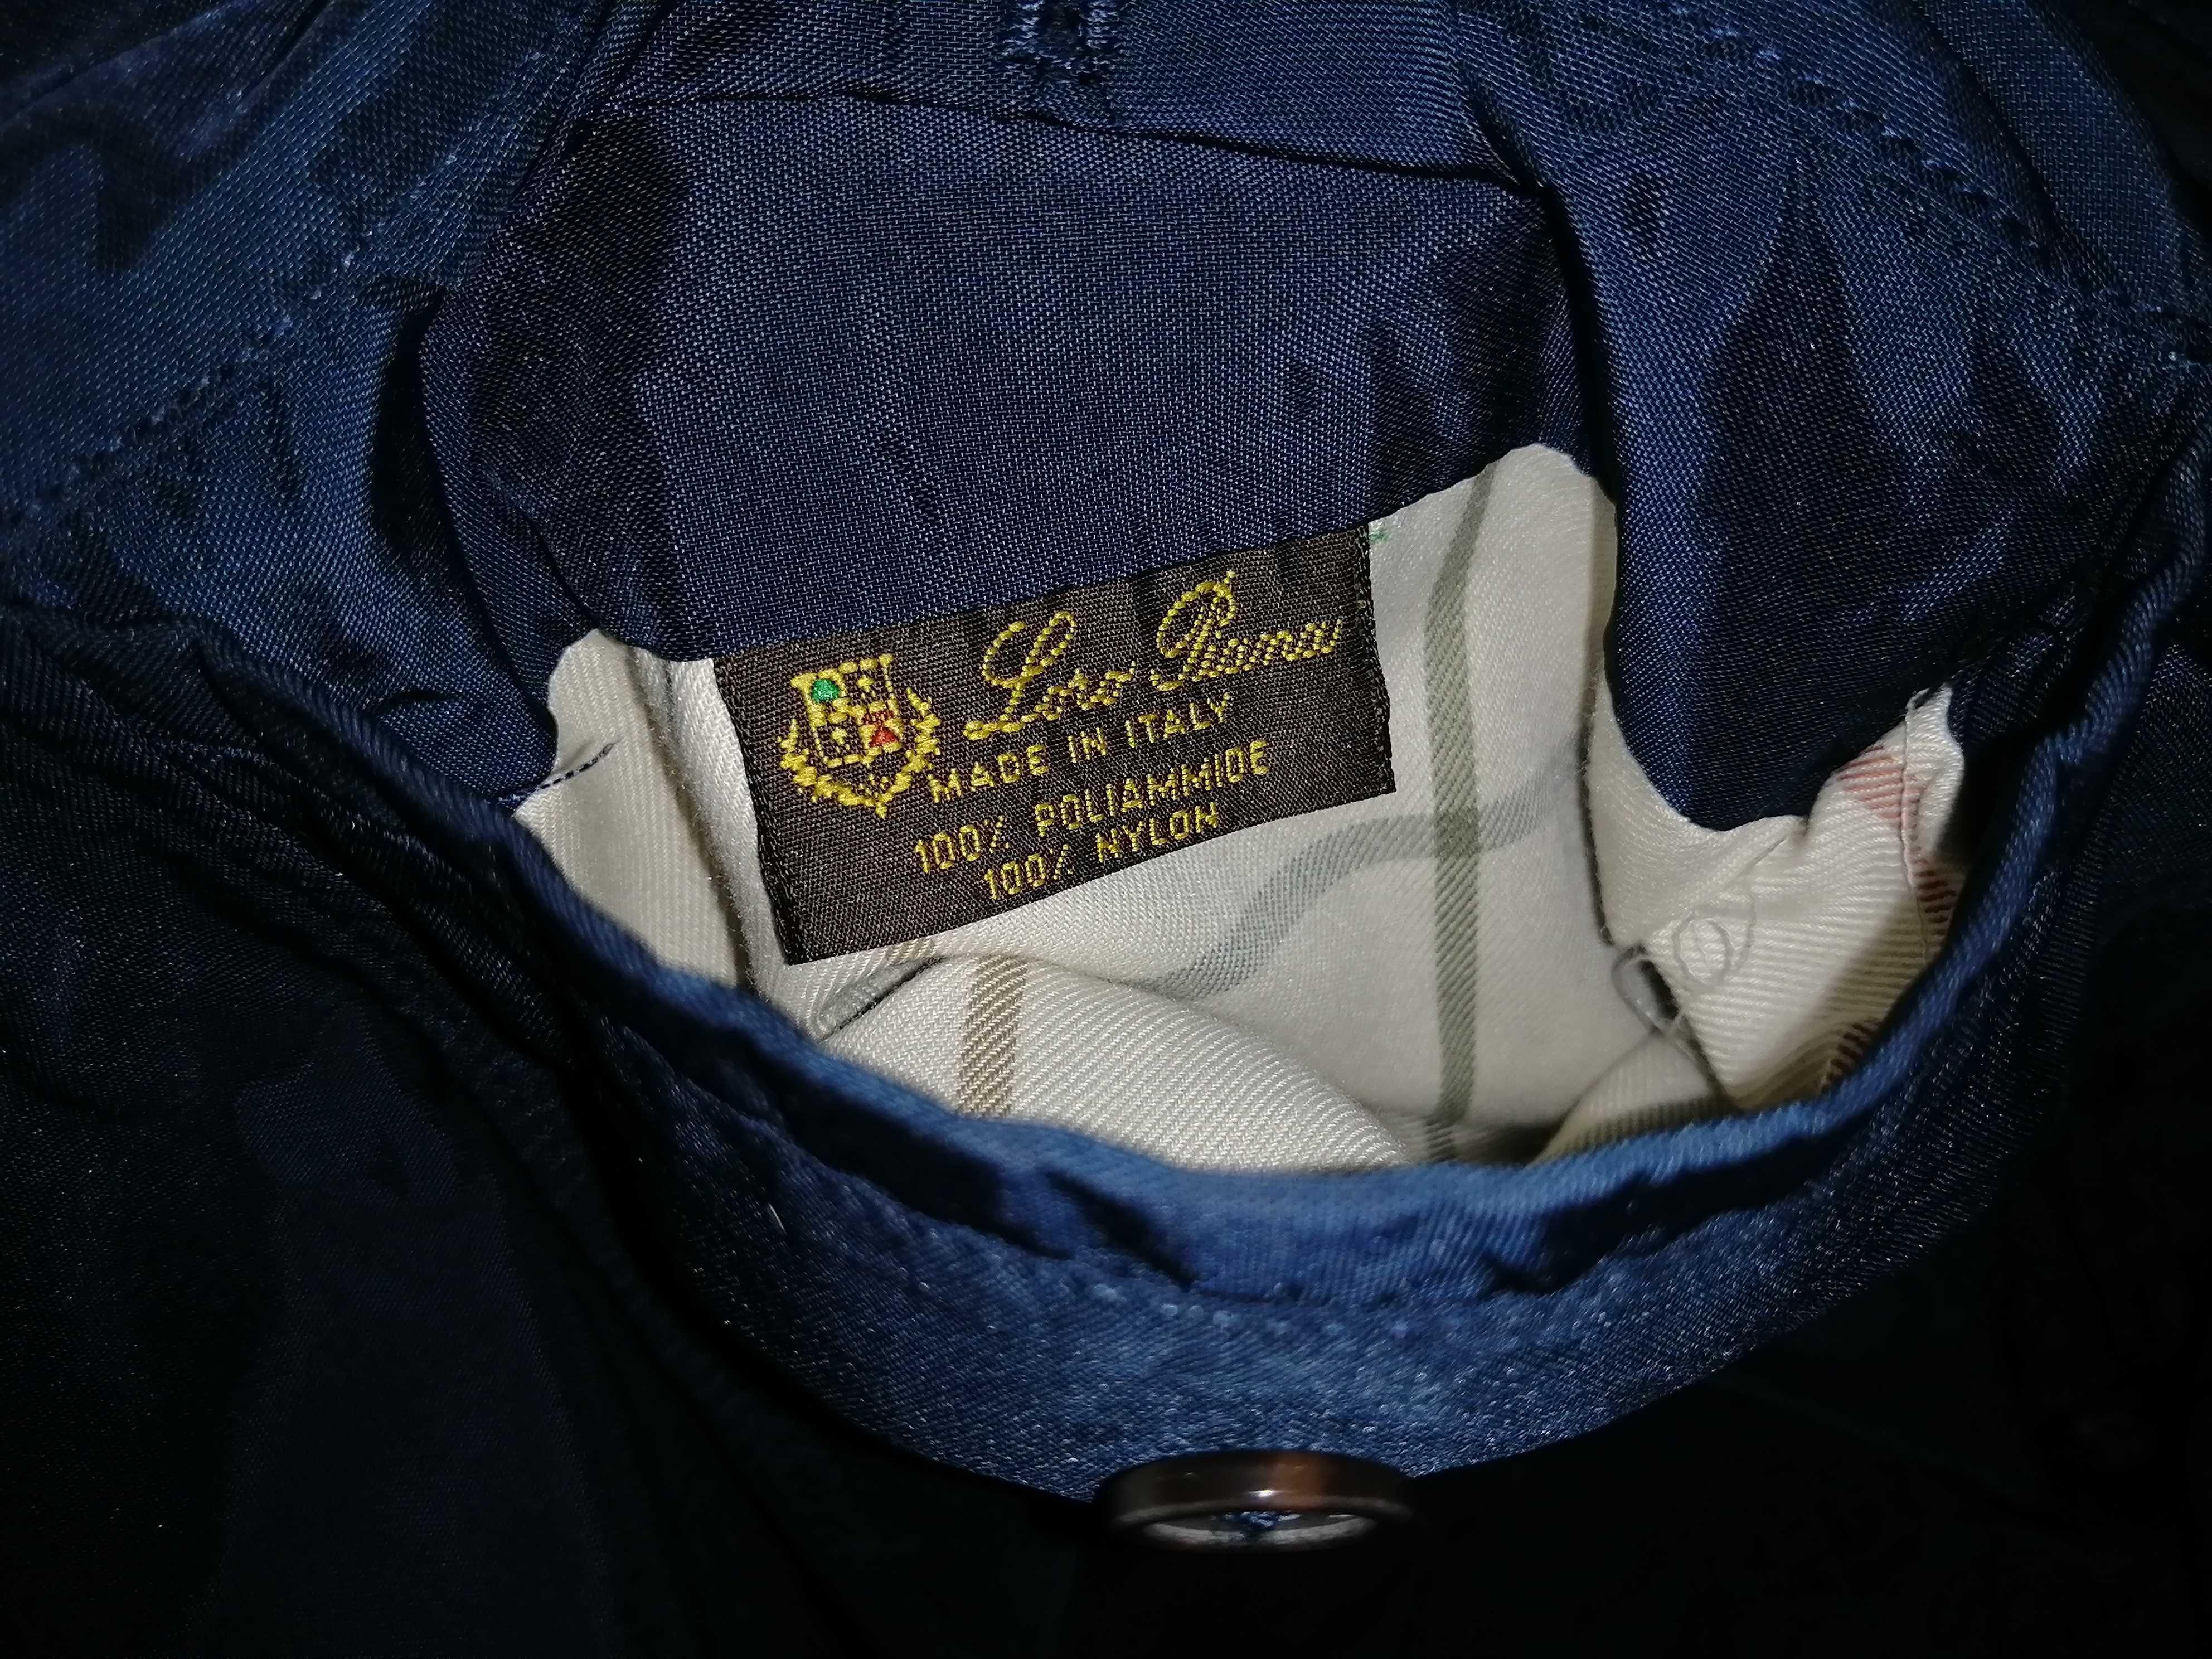 Loro Piana
MADE IN ITALY
100% POLIAMMIDE
100% NYLON